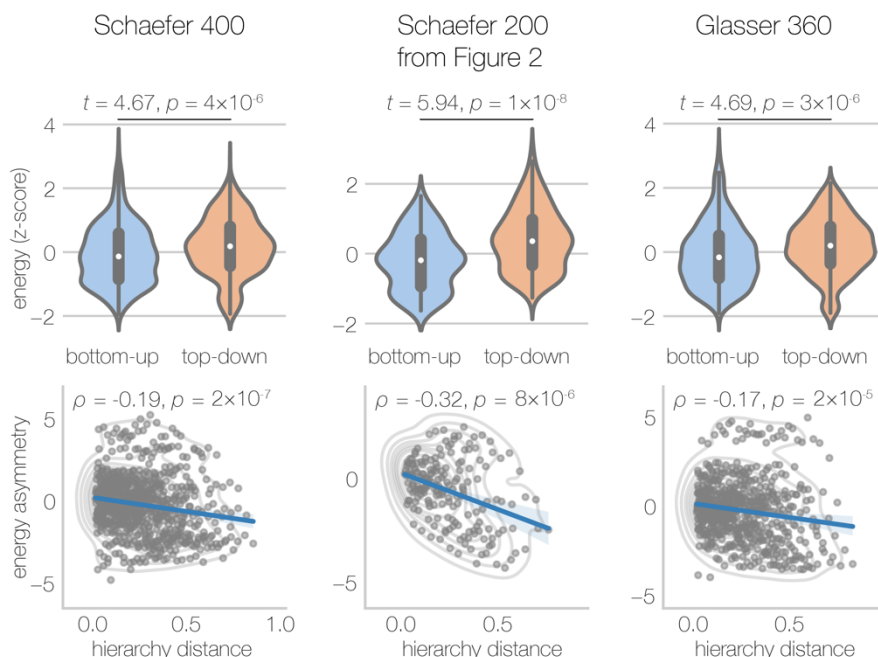 Schaefer 400
Schaefer 200
from Figure 2
Glasser 360
t = 4.67, p = 4×10⁻⁶
t = 5.94, p = 1×10⁻⁸
t = 4.69, p = 3×10⁻⁶
energy (z-score)
4
2
0
−2
2
0
−2
4
2
0
−2
bottom-up top-down
bottom-up top-down
bottom-up top-down
ρ = -0.19, p = 2×10⁻⁷
ρ = -0.32, p = 8×10⁻⁶
ρ = -0.17, p = 2×10⁻⁵
energy asymmetry
5
0
−5
0
−5
5
0
−5
0.0 0.5 1.0
0.0 0.5
0.0 0.5
hierarchy distance
hierarchy distance
hierarchy distance